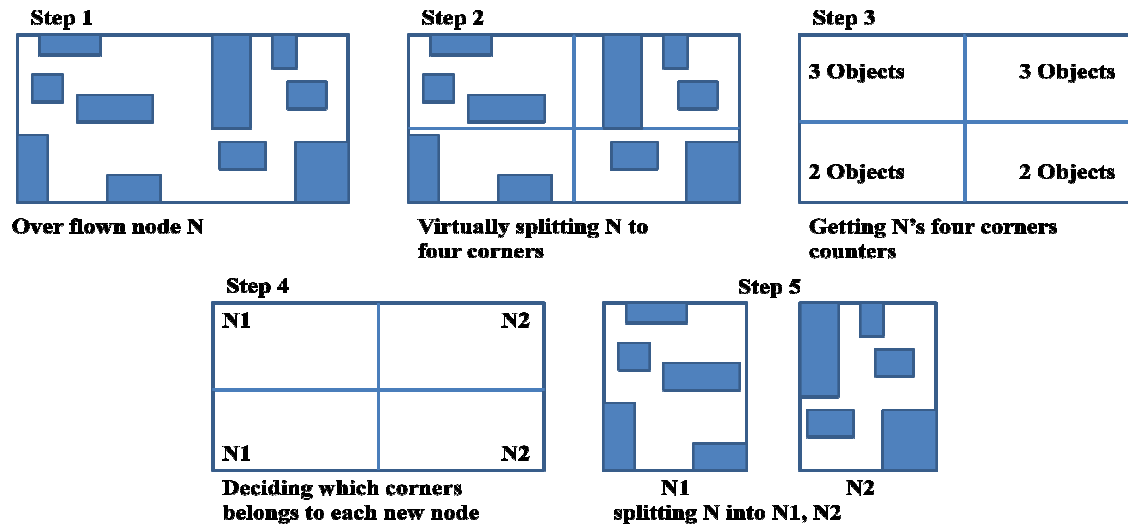 Step 1
Step 2
Step 3
3 Objects
3 Objects
2 Objects
2 Objects
Over flown node N
Virtually splitting N to
four corners
Getting N's four corners
counters
Step 4
Step 5
N1
N2
N1
N2
Deciding which corners
belongs to each new node
N1
N2
splitting N into N1, N2